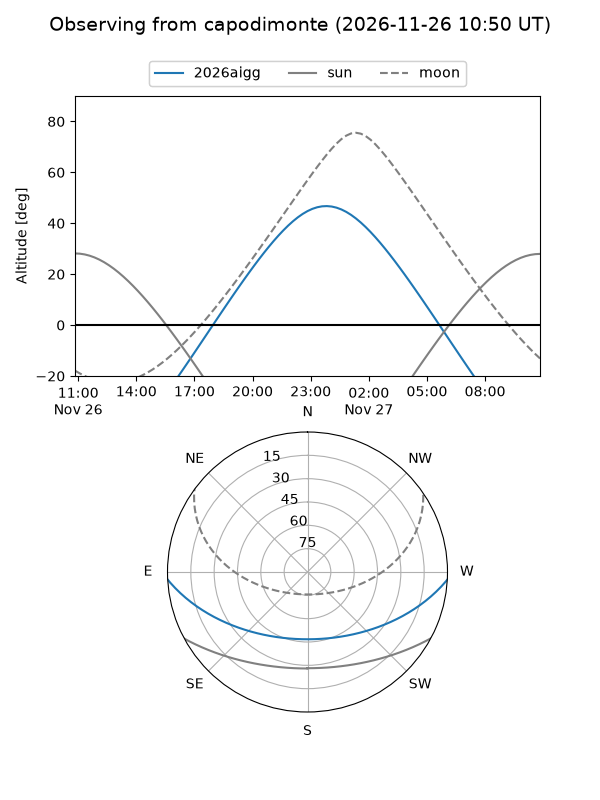 Observing from capodimonte (2026-11-26 10:50 UT)
2026aigg sun moon
Altitude [deg]
80
60
40
20
0
−20
11:00 14:00 17:00 20:00 23:00 02:00 05:00 08:00
Nov 26 Nov 27
N
NE NW
15
30
45
60
75
E W
SE SW
S